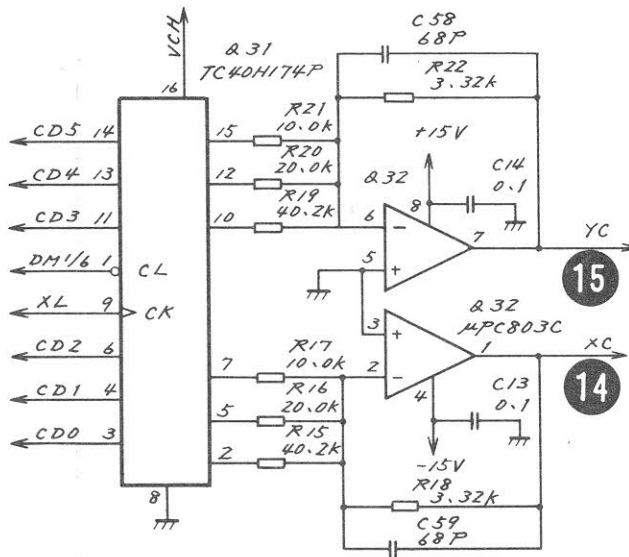 C58
68P
VCH
Q31
TC40H174P
R22
3.32k
16
R21
10.0k
+15V
CD5 14
15
R20
20.0k
C14
0.1
CD4 13
12
R19
40.2k
Q32
8
CD3 11
10
6
-
7
YC
DM1/6 1
CL
5
+
15
XL 9
CK
Q32
μPC803C
3
+
CD2 6
7
R17
10.0k
2
-
1
XC
14
CD1 4
5
R16
20.0k
4
C13
0.1
CD0 3
2
R15
40.2k
-15V
8
R18
3.32k
C59
68P